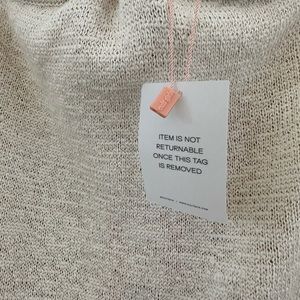 ITEM IS NOT
RETURNABLE
ONCE THIS TAG
IS REMOVED